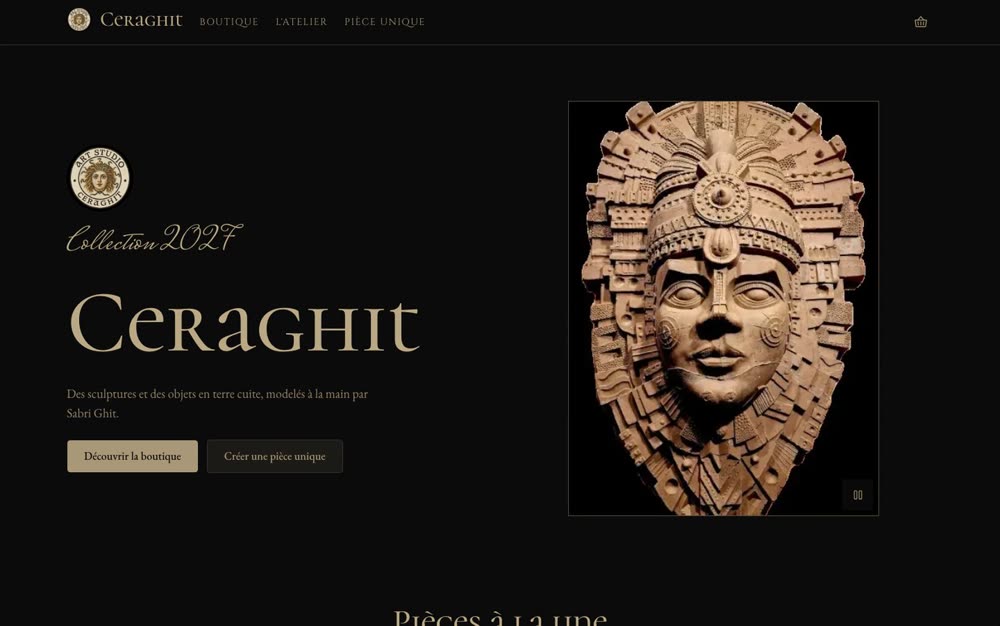 Ceraghit
BOUTIQUE
L'ATELIER
PIÈCE UNIQUE
ART STUDIO
CERAGHIT
Collection 2027
Ceraghit
Des sculptures et des objets en terre cuite, modelés à la main par
Sabri Ghit.
Découvrir la boutique
Créer une pièce unique
Pièces à la une